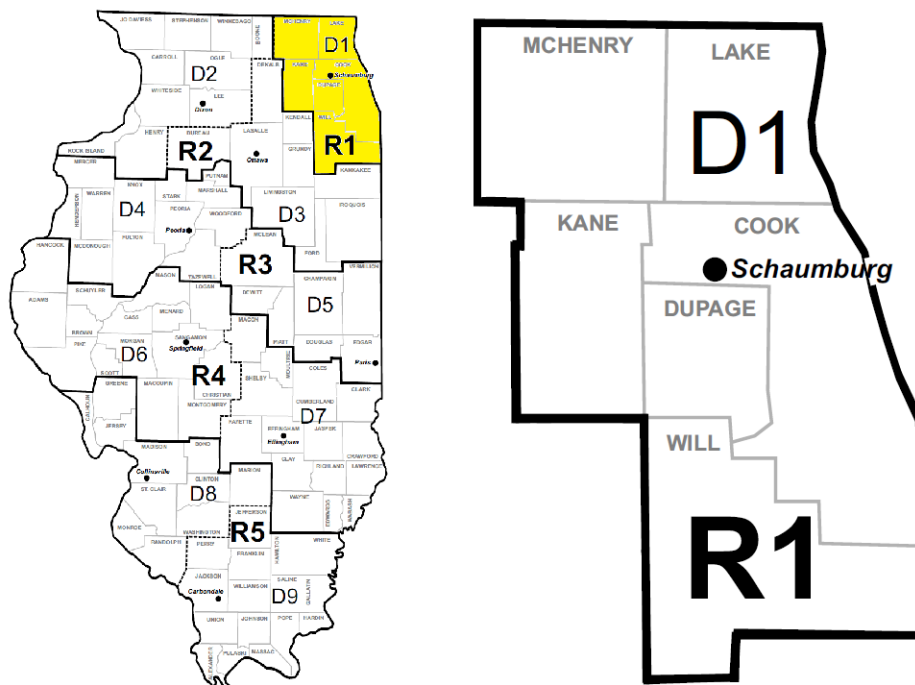 JO DAVIESS STEPHENSON WINNEBAGO BOONE MCHENRY LAKE
D1
CARROLL OGLE DEKALB KANE COOK
D2
Schaumburg
DUPAGE
WHITESIDE LEE
Dixon
KENDALL WILL
HENRY BUREAU LASALLE
R2 R1
ROCK ISLAND Ottawa GRUNDY
MERCER PUTNAM KANKAKEE
KNOX STARK MARSHALL LIVINGSTON
HENDERSON WARREN D4 PEORIA WOODFORD D3 IROQUOIS
Peoria
HANCOCK MCDONOUGH FULTON MCLEAN FORD
TAZEWELL R3 VERMILION
MASON CHAMPAIGN
SCHUYLER LOGAN DEWITT
ADAMS D5
CASS MENARD MACON
BROWN
PIKE MORGAN SANGAMON PIATT DOUGLAS EDGAR
D6 Springfield MOULTRIE Paris
SCOTT R4 SHELBY COLES
GREENE MACOUPIN CHRISTIAN CLARK
CALHOUN MONTGOMERY CUMBERLAND
D7
JERSEY FAYETTE EFFINGHAM JASPER
Effingham
MADISON BOND CRAWFORD
CLAY
Collinsville MARION RICHLAND LAWRENCE
CLINTON
ST. CLAIR D8 WAYNE
JEFFERSON EDWARDS WABASH
MONROE WASHINGTON R5
RANDOLPH PERRY HAMILTON WHITE
FRANKLIN
JACKSON SALINE
Carbondale WILLIAMSON D9 GALLATIN
UNION JOHNSON POPE HARDIN
ALEXANDER PULASKI MASSAC
MCHENRY LAKE
D1
KANE COOK
Schaumburg
DUPAGE
WILL
R1